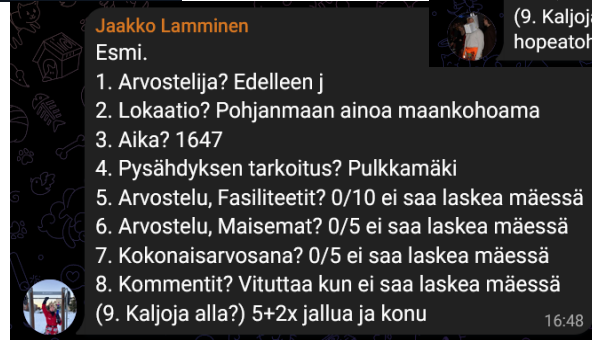 (9. Kaljoj
hopeatoh
Jaakko Lamminen
Esmi.
1. Arvostelija? Edelleen j
2. Lokaatio? Pohjanmaan ainoa maankohoama
3. Aika? 1647
4. Pysähdyksen tarkoitus? Pulkkamäki
5. Arvostelu, Fasiliteetit? 0/10 ei saa laskea mäessä
6. Arvostelu, Maisemat? 0/5 ei saa laskea mäessä
7. Kokonaisarvosana? 0/5 ei saa laskea mäessä
8. Kommentit? Vituttaa kun ei saa laskea mäessä
(9. Kaljoja alla?) 5+2x jallua ja konu
16:48